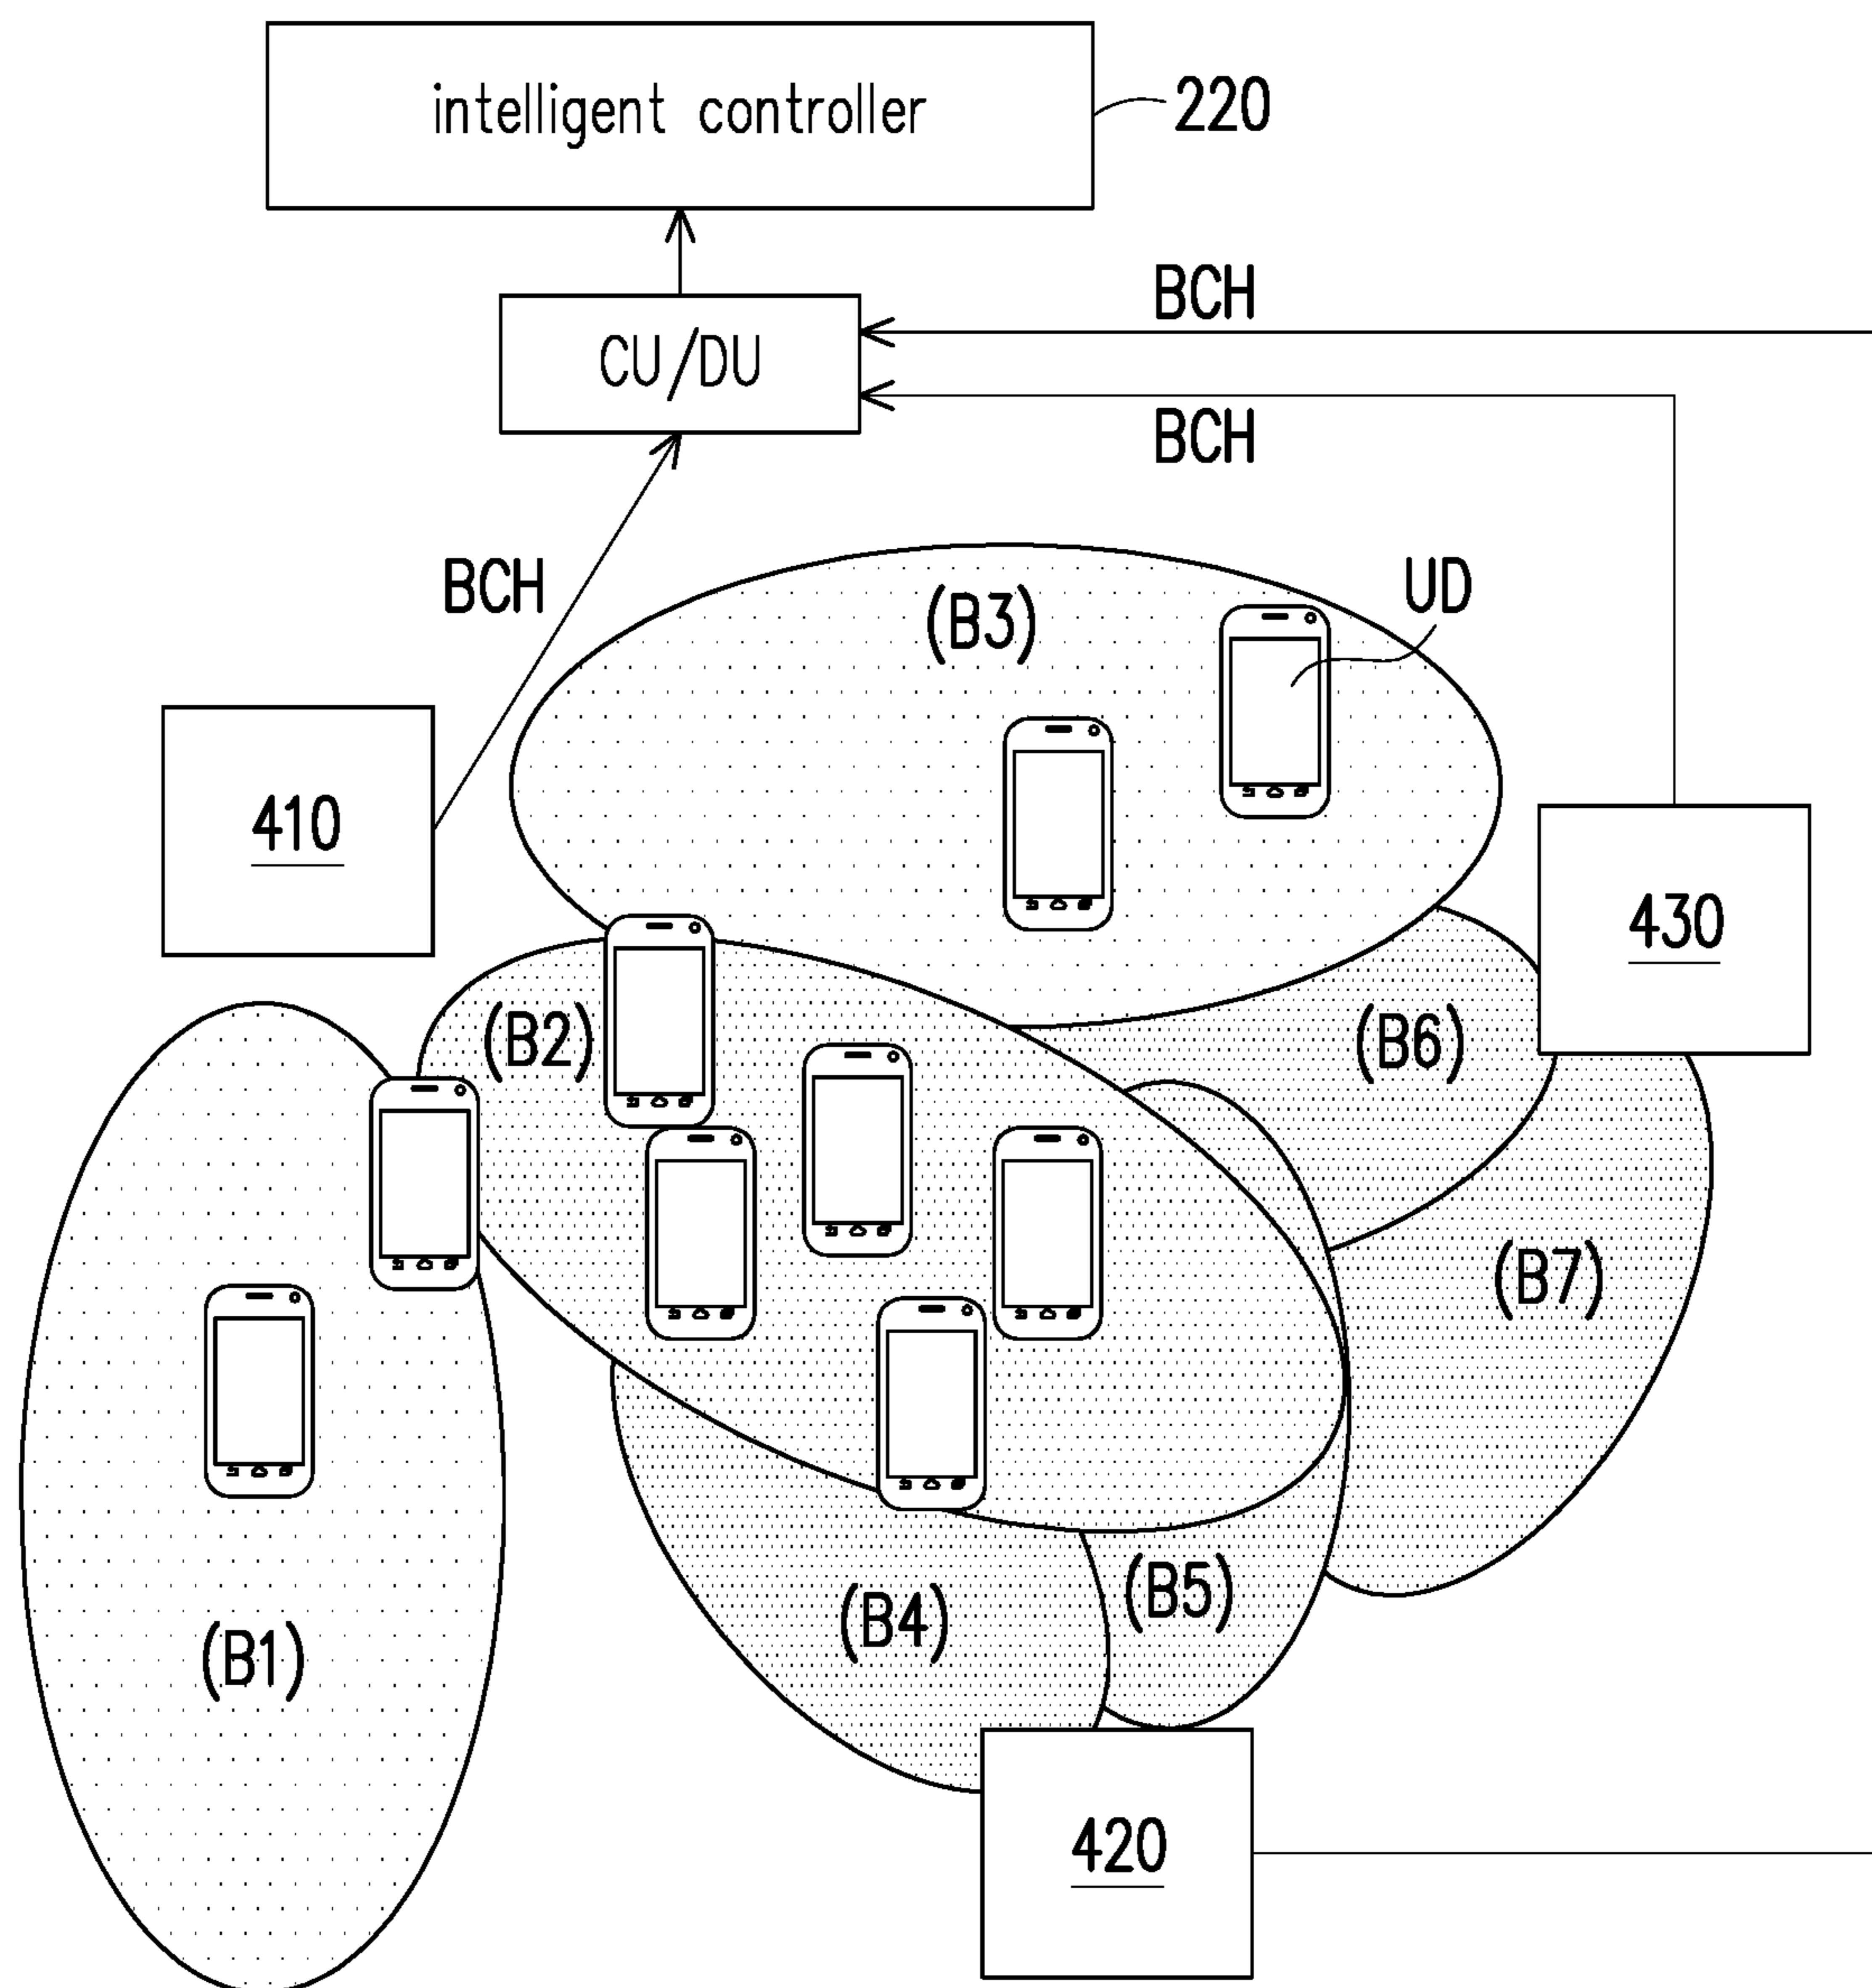 intelligent controller
220
BCH
CU/DU
BCH
BCH
UD
(B3)
410
430
(B2)
(B6)
(B7)
(B5)
(B4)
(B1)
420